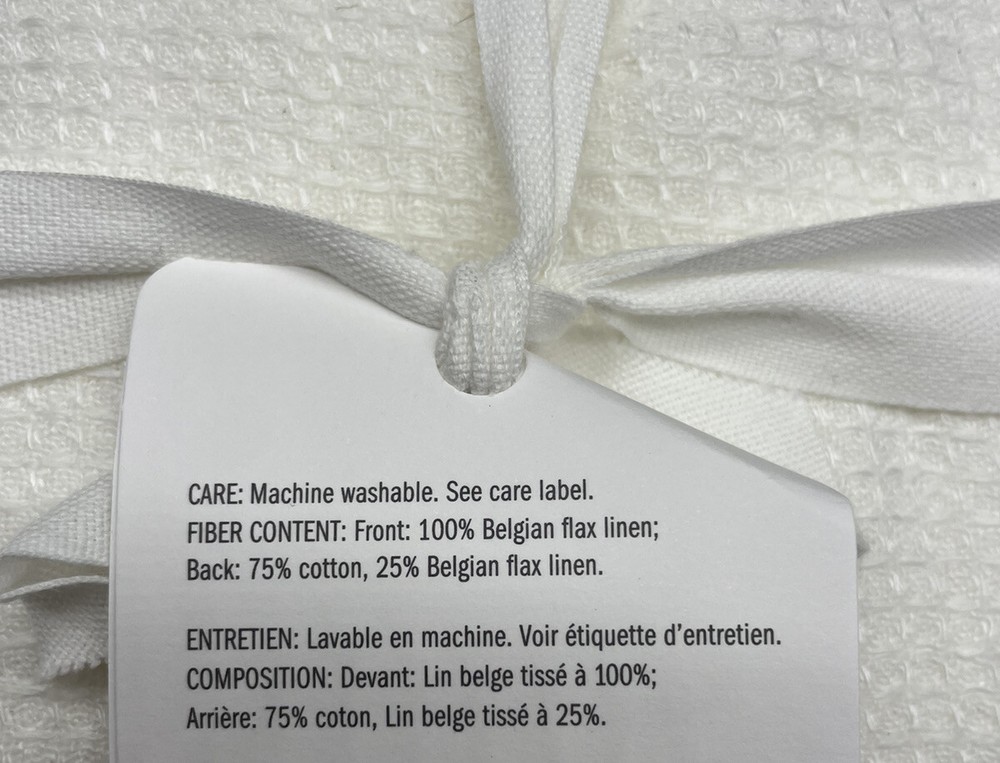 CARE: Machine washable. See care label.
FIBER CONTENT: Front: 100% Belgian flax linen;
Back: 75% cotton, 25% Belgian flax linen.
ENTRETIEN: Lavable en machine. Voir étiquette d'entretien.
COMPOSITION: Devant: Lin belge tissé à 100%;
Arrière: 75% coton, Lin belge tissé à 25%.